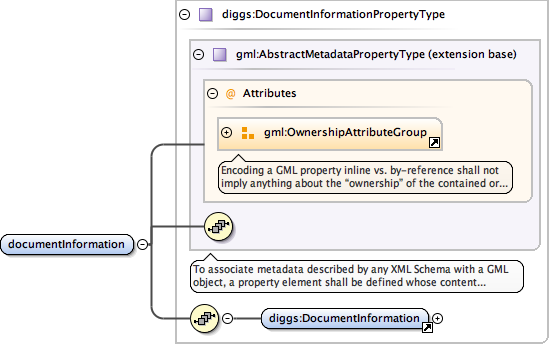 diggs:DocumentInformationPropertyType
gml:AbstractMetadataPropertyType (extension base)
@ Attributes
gml:OwnershipAttributeGroup
Encoding a GML property inline vs. by-reference shall not
imply anything about the “ownership” of the contained or...
documentInformation
To associate metadata described by any XML Schema with a GML
object, a property element shall be defined whose content...
diggs:DocumentInformation